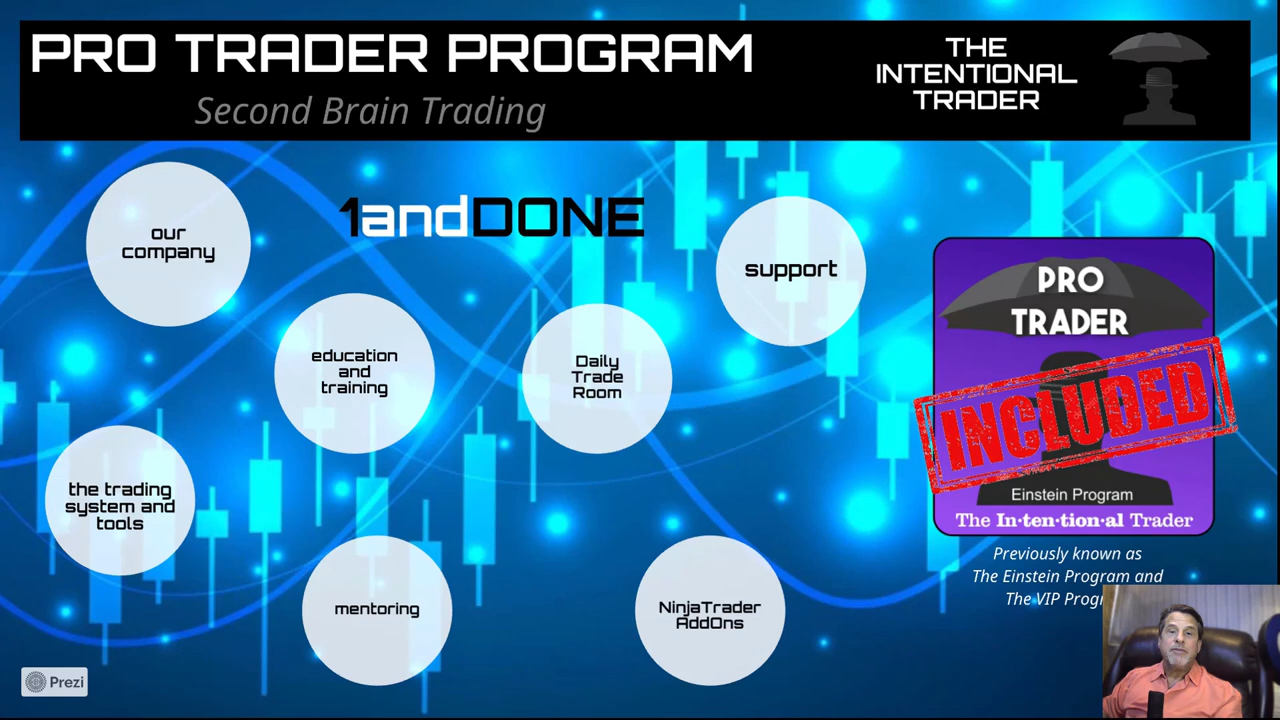 PRO TRADER PROGRAM
Second Brain Trading
THE
INTENTIONAL
TRADER
our
company
1andDONE
support
education
and
training
Daily
Trade
Room
the trading
system and
tools
mentoring
NinjaTrader
AddOns
PRO
TRADER
INCLUDED
Einstein Program
The In·ten·tion·al Trader
Previously known as
The Einstein Program and
The VIP
Prezi